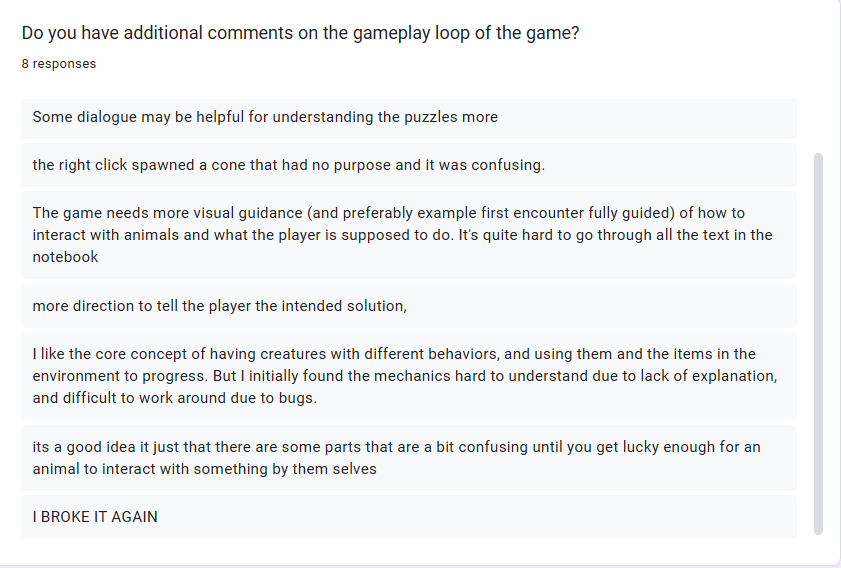 Do you have additional comments on the gameplay loop of the game?
8 responses
Some dialogue may be helpful for understanding the puzzles more
the right click spawned a cone that had no purpose and it was confusing.
The game needs more visual guidance (and preferably example first encounter fully guided) of how to
interact with animals and what the player is supposed to do. It's quite hard to go through all the text in the
notebook
more direction to tell the player the intended solution,
I like the core concept of having creatures with different behaviors, and using them and the items in the
environment to progress. But I initially found the mechanics hard to understand due to lack of explanation,
and difficult to work around due to bugs.
its a good idea it just that there are some parts that are a bit confusing until you get lucky enough for an
animal to interact with something by them selves
I BROKE IT AGAIN